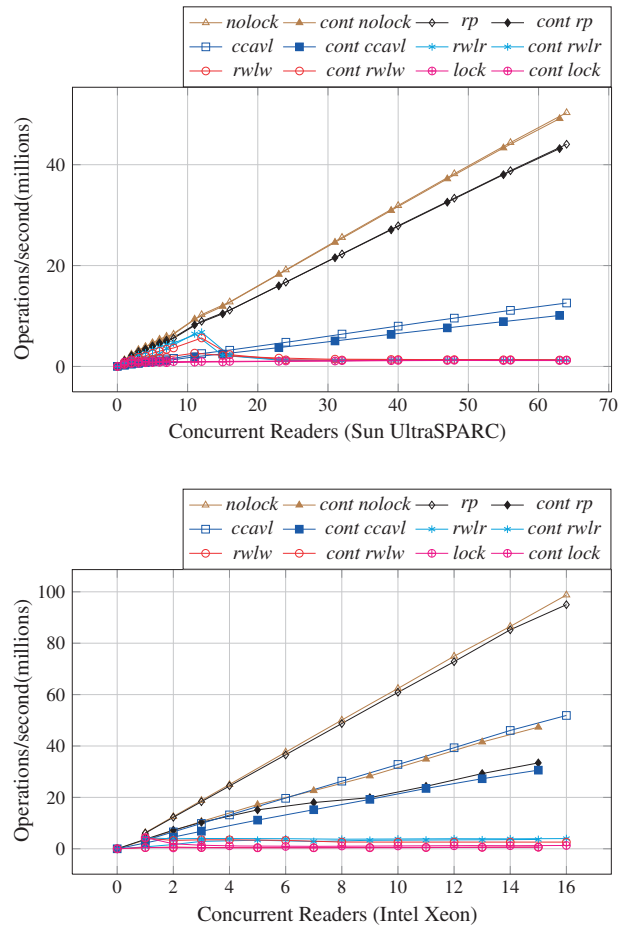 nolock cont nolock rp cont rp
ccavl cont ccavl rwlr cont rwlr
rwlw cont rwlw lock cont lock
Operations/second(millions)
40
20
0
0 10 20 30 40 50 60 70
Concurrent Readers (Sun UltraSPARC)
nolock cont nolock rp cont rp
ccavl cont ccavl rwlr cont rwlr
rwlw cont rwlw lock cont lock
Operations/second(millions)
100
80
60
40
20
0
0 2 4 6 8 10 12 14 16
Concurrent Readers (Intel Xeon)